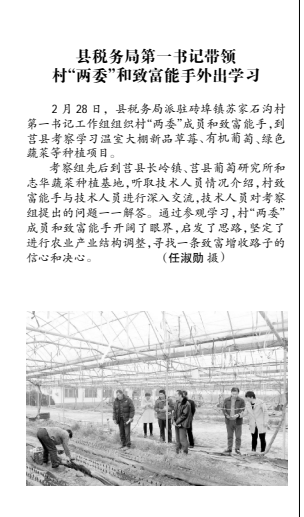 县税务局第一书记带领
村“两委”和致富能手外出学习
2月28日，县税务局派驻砖埠镇苏家石沟村
第一书记工作组组织村“两委”成员和致富能手，到
莒县考察学习温室大棚新品草莓、有机葡萄、绿色
蔬菜等种植项目。
考察组先后到莒县长岭镇、莒县葡萄研究所和
志华蔬菜种植基地，听取技术人员情况介绍，村致
富能手与技术人员进行深入交流，技术人员对考察
组提出的问题一一解答。通过参观学习，村“两委”
成员和致富能手开阔了眼界，启发了思路，坚定了
进行农业产业结构调整，寻找一条致富增收路子的
信心和决心。（任淑勋 摄）